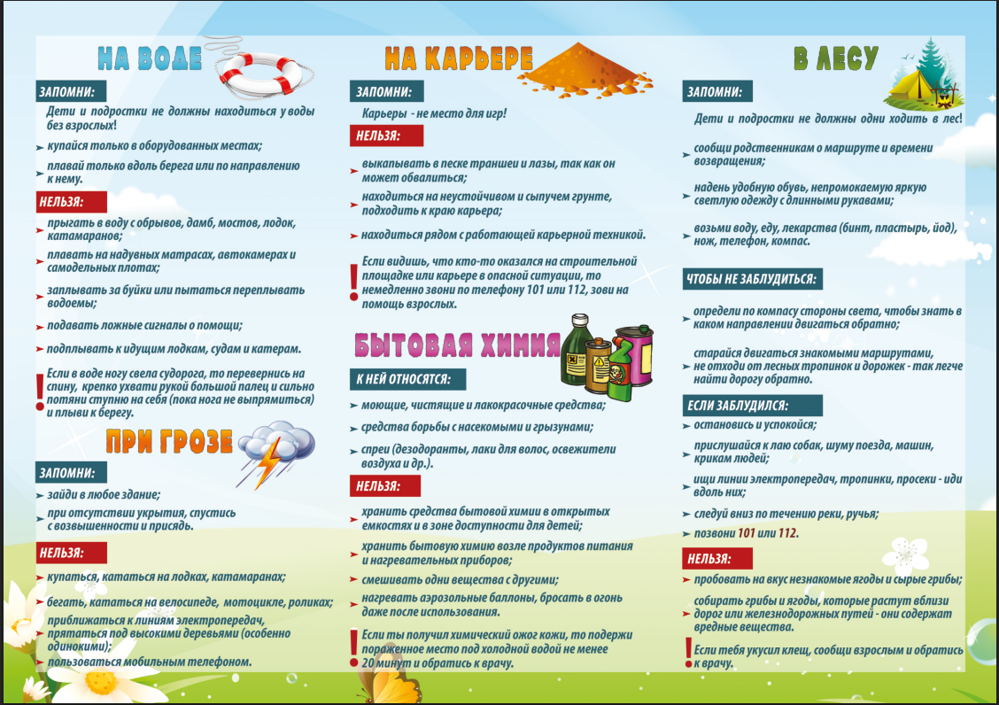 НА ВОДЕ
ЗАПОМНИ:
Дети и подростки не должны находиться у воды
без взрослых!
купайся только в оборудованных местах;
плавай только вдоль берега или по направлению
к нему.
НЕЛЬЗЯ:
прыгать в воду с обрывов, дамб, мостов, лодок,
катамаранов;
плавать на надувных матрасах, автокамерах и
самодельных плотах;
заплывать за буйки или пытаться переплывать
водоемы;
подавать ложные сигналы о помощи;
подплывать к идущим лодкам, судам и катерам.
! Если в воде ногу свела судорога, то перевернись на
спину, крепко ухвати рукой большой палец и сильно
потяни ступню на себя (пока нога не выпрямиться)
и плыви к берегу.
ПРИ ГРОЗЕ
ЗАПОМНИ:
зайди в любое здание;
при отсутствии укрытия, спустись
с возвышенности и присядь.
НЕЛЬЗЯ:
купаться, кататься на лодках, катамаранах;
бегать, кататься на велосипеде, мотоцикле, роликах;
приближаться к линиям электропередач,
прятаться под высокими деревьями (особенно
одинокими);
пользоваться мобильным телефоном.
НА КАРЬЕРЕ
ЗАПОМНИ:
Карьеры - не место для игр!
НЕЛЬЗЯ:
выкапывать в песке траншеи и лазы, так как он
может обвалиться;
находиться на неустойчивом и сыпучем грунте,
подходить к краю карьера;
находиться рядом с работающей карьерной техникой.
! Если видишь, что кто-то оказался на строительной
площадке или карьере в опасной ситуации, то
немедленно звони по телефону 101 или 112, зови на
помощь взрослых.
БЫТОВАЯ ХИМИЯ
К НЕЙ ОТНОСЯТСЯ:
моющие, чистящие и лакокрасочные средства;
средства борьбы с насекомыми и грызунами;
спреи (дезодоранты, лаки для волос, освежители
воздуха и др.).
НЕЛЬЗЯ:
хранить средства бытовой химии в открытых
емкостях и в зоне доступности для детей;
хранить бытовую химию возле продуктов питания
и нагревательных приборов;
смешивать одни вещества с другими;
нагревать аэрозольные баллоны, бросать в огонь
даже после использования.
! Если ты получил химический ожог кожи, то подержи
пораженное место под холодной водой не менее
20 минут и обратись к врачу.
В ЛЕСУ
ЗАПОМНИ:
Дети и подростки не должны одни ходить в лес!
сообщи родственникам о маршруте и времени
возвращения;
надень удобную обувь, непромокаемую яркую
светлую одежду с длинными рукавами;
возьми воду, еду, лекарства (бинт, пластырь, йод),
нож, телефон, компас.
ЧТОБЫ НЕ ЗАБЛУДИТЬСЯ:
определи по компасу стороны света, чтобы знать в
каком направлении двигаться обратно;
старайся двигаться знакомыми маршрутами,
не отходи от лесных тропинок и дорожек - так легче
найти дорогу обратно.
ЕСЛИ ЗАБЛУДИЛСЯ:
остановись и успокойся;
прислушайся к лаю собак, шуму поезда, машин,
крикам людей;
ищи линии электропередач, тропинки, просеки - иди
вдоль них;
следуй вниз по течению реки, ручья;
позвони 101 или 112.
НЕЛЬЗЯ:
пробовать на вкус незнакомые ягоды и сырые грибы;
собирать грибы и ягоды, которые растут вблизи
дорог или железнодорожных путей - они содержат
вредные вещества.
! Если тебя укусил клещ, сообщи взрослым и обратись
к врачу.